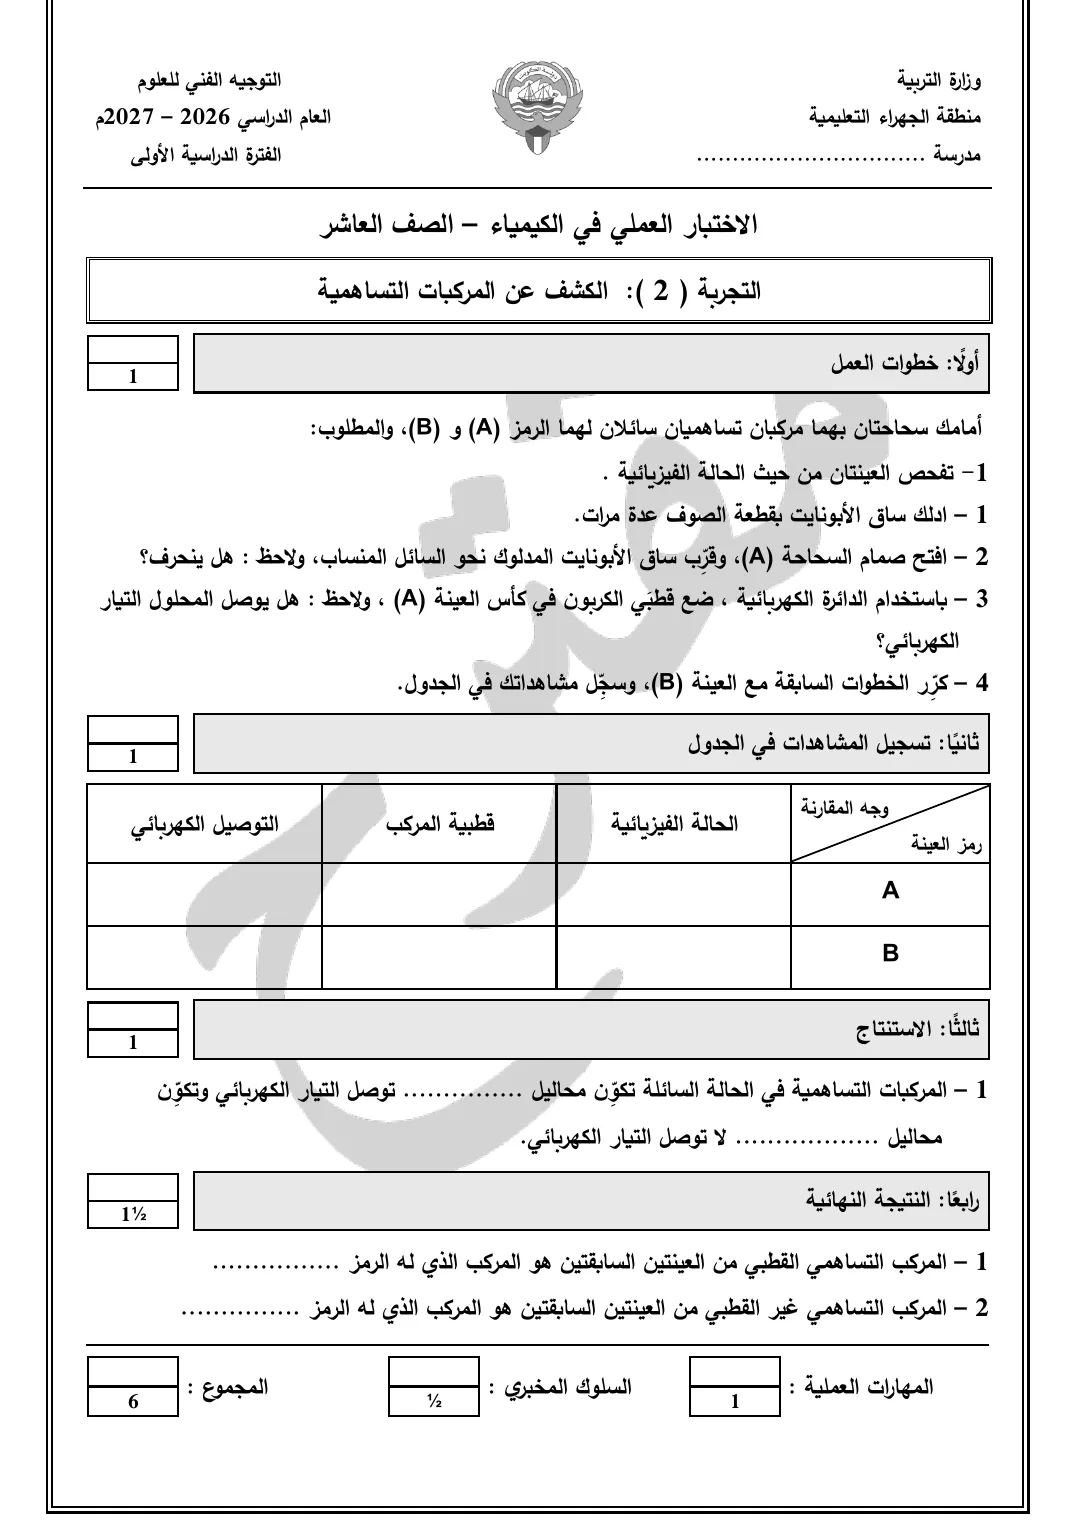 وزارة التربية
منطقة الجهراء التعليمية
مدرسة ................................
دولة الكويت
التوجيه الفني للعلوم
العام الدراسي 2026 – 2027م
الفترة الدراسية الأولى
الاختبار العملي في الكيمياء – الصف العاشر
التجربة ( 2 ): الكشف عن المركبات التساهمية
أولًا: خطوات العمل
1
أمامك سحاحتان بهما مركبان تساهميان سائلان لهما الرمز (A) و (B)، والمطلوب:
1- تفحص العينتان من حيث الحالة الفيزيائية .
1 – ادلك ساق الأبونايت بقطعة الصوف عدة مرات.
2 – افتح صمام السحاحة (A)، وقرِّب ساق الأبونايت المدلوك نحو السائل المنساب، ولاحظ : هل ينحرف؟
3 – باستخدام الدائرة الكهربائية ، ضع قطبَي الكربون في كأس العينة (A) ، ولاحظ : هل يوصل المحلول التيار
الكهربائي؟
4 – كرِّر الخطوات السابقة مع العينة (B)، وسجِّل مشاهداتك في الجدول.
ثانيًا: تسجيل المشاهدات في الجدول
1
وجه المقارنة
رمز العينة
الحالة الفيزيائية
قطبية المركب
التوصيل الكهربائي
A
B
ثالثًا: الاستنتاج
1
1 – المركبات التساهمية في الحالة السائلة تكوِّن محاليل ............... توصل التيار الكهربائي وتكوِّن
محاليل .................. لا توصل التيار الكهربائي.
رابعًا: النتيجة النهائية
1½
1 – المركب التساهمي القطبي من العينتين السابقتين هو المركب الذي له الرمز ................
2 – المركب التساهمي غير القطبي من العينتين السابقتين هو المركب الذي له الرمز ...............
المهارات العملية :
1
السلوك المخبري :
½
المجموع :
6
مقترح